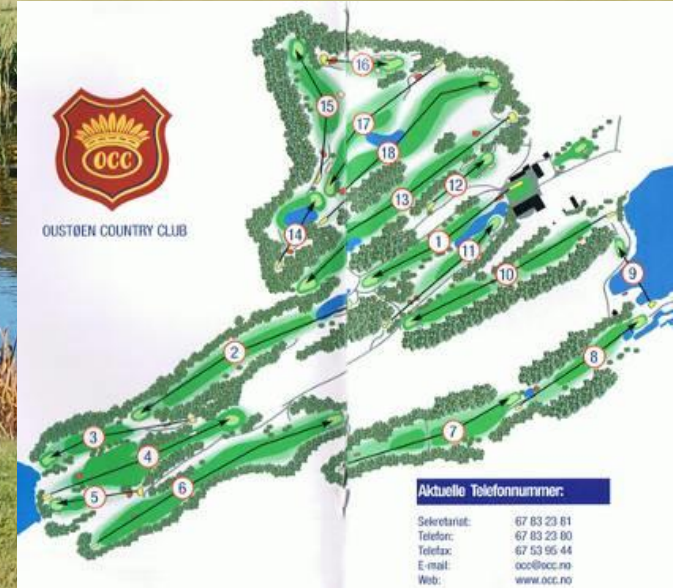 OCC
OUSTØEN COUNTRY CLUB
16
15
17
18
13
12
14
1
11
10
9
2
8
3
4
7
5
6
Aktuelle Telefonnummer:
Sekretariat: 67 83 23 81
Telefon: 67 83 23 80
Telefax: 67 53 95 44
E-mail: occ@occ.no
Web: www.occ.no